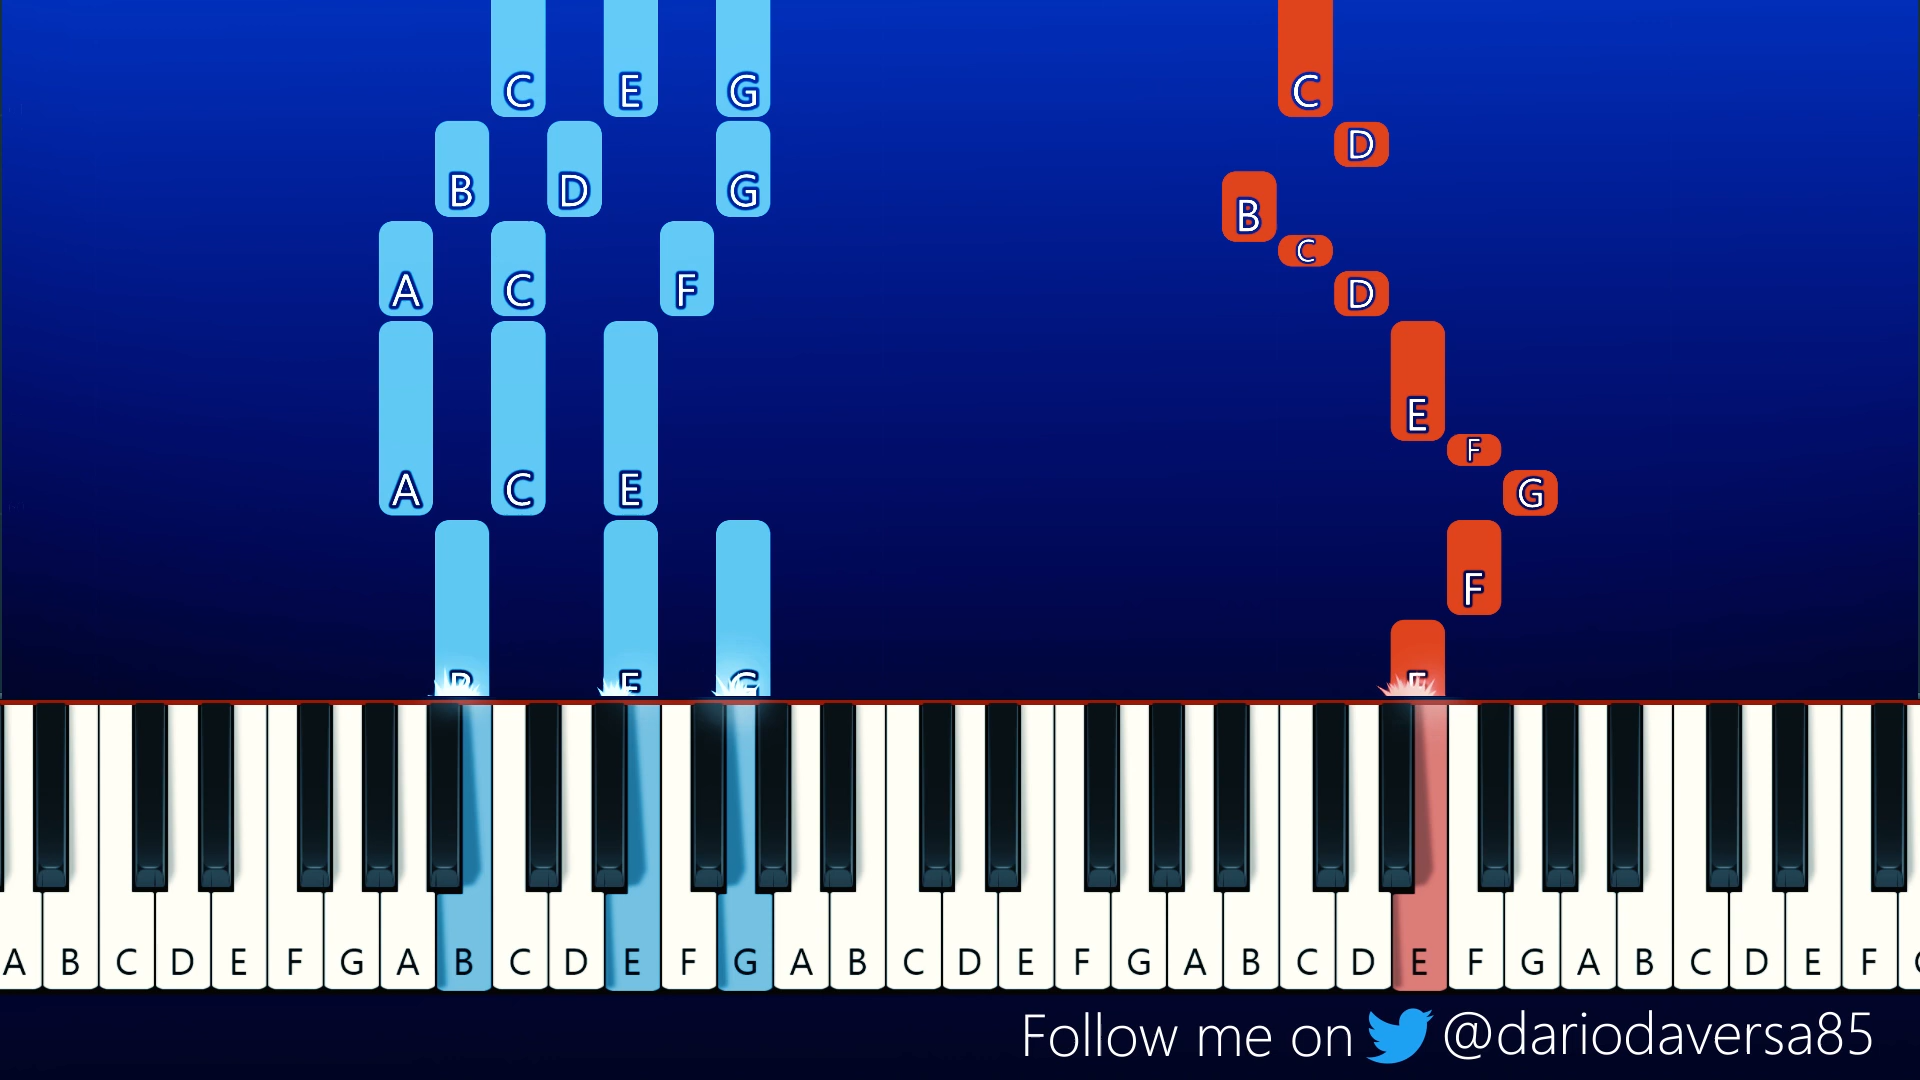 C E G C
D
B D G
B
C
A C F D
E
F
A C E G
F
B E G E
A B C D E F G A B C D E F G A B C D E F G A B C D E F G A B C D E F
Follow me on @dariodaversa85